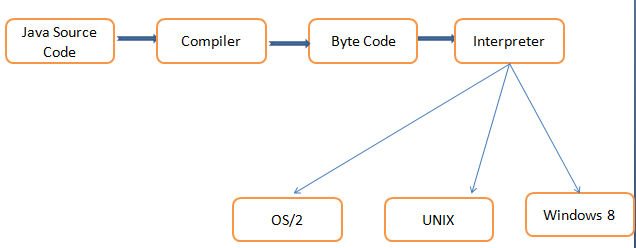 Java Source
Code
Compiler
Byte Code
Interpreter
OS/2
UNIX
Windows 8